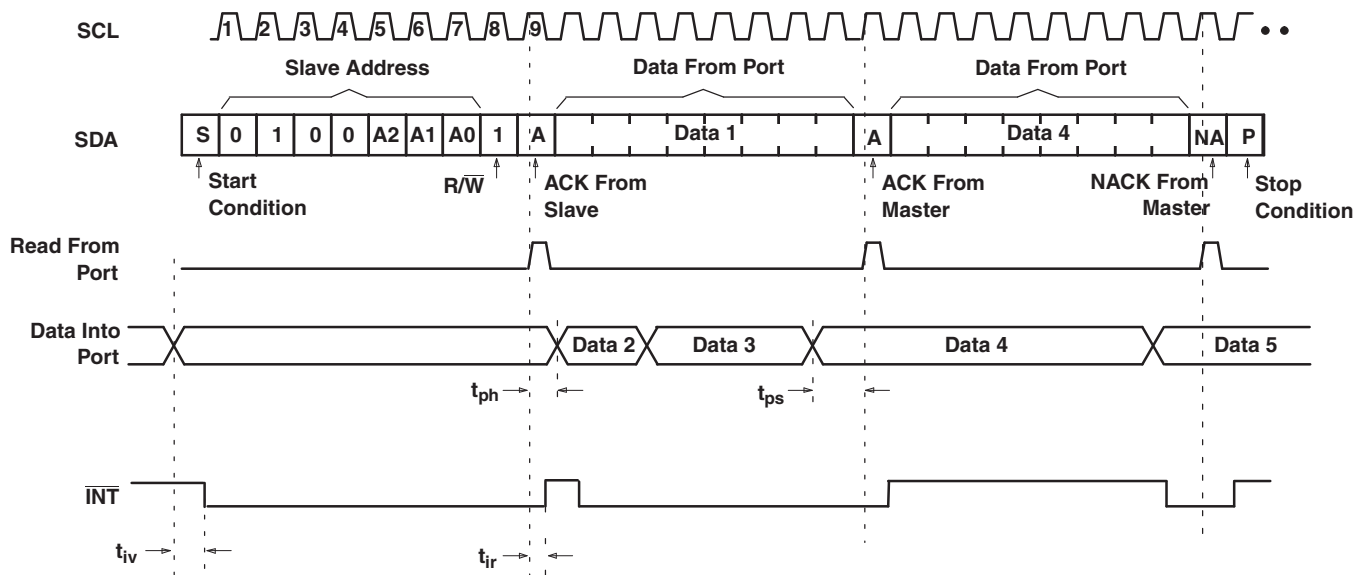 SCL 1 2 3 4 5 6 7 8 9
Slave Address Data From Port Data From Port
SDA S 0 1 0 0 A2 A1 A0 1 A Data 1 A Data 4 NA P
Start
Condition
R/W̅
ACK From
Slave
ACK From
Master
NACK From
Master
Stop
Condition
Read From
Port
Data Into
Port
Data 2 Data 3 Data 4 Data 5
tph tps
I̅N̅T̅
tiv tir